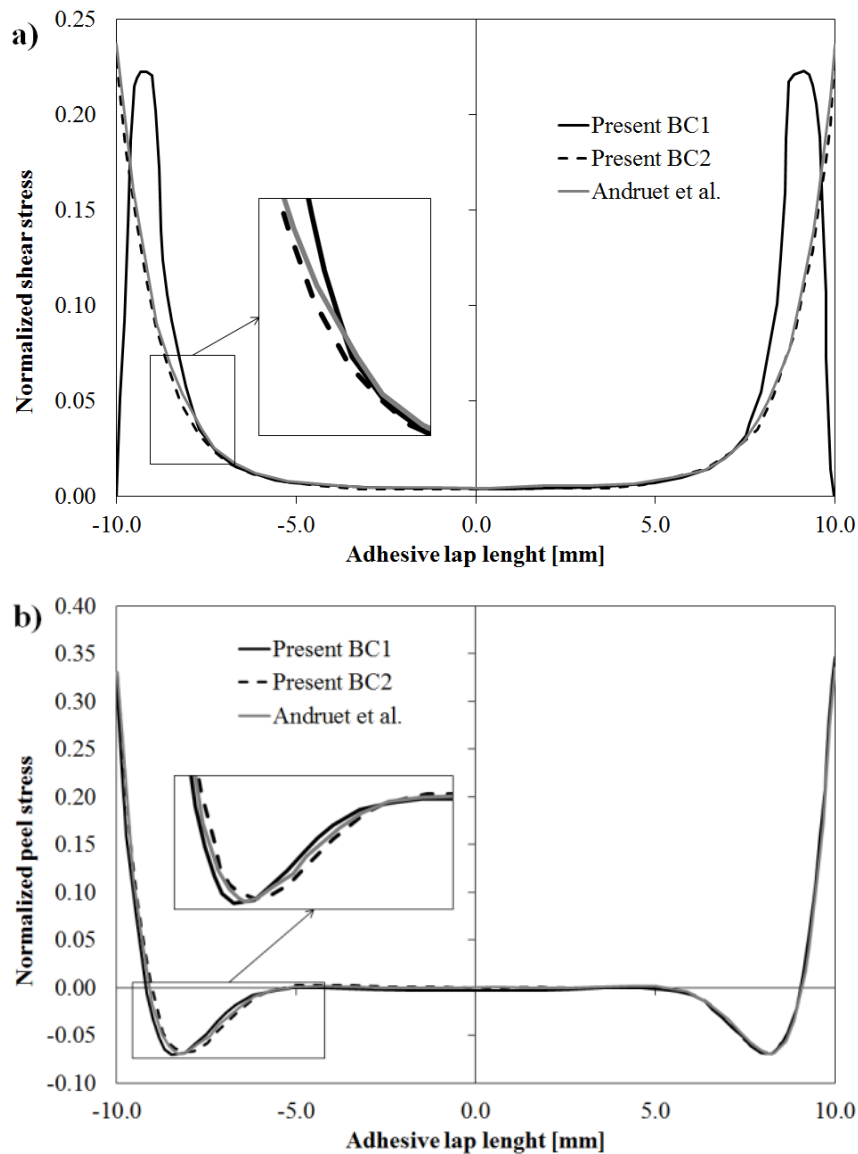 a)
0.25
0.20
0.15
0.10
0.05
0.00
Normalized shear stress
Present BC1
Present BC2
Andruet et al.
-10.0 -5.0 0.0 5.0 10.0
Adhesive lap lenght [mm]
b)
0.40
0.35
0.30
0.25
0.20
0.15
0.10
0.05
0.00
-0.05
-0.10
Normalized peel stress
Present BC1
Present BC2
Andruet et al.
-10.0 -5.0 0.0 5.0 10.0
Adhesive lap lenght [mm]